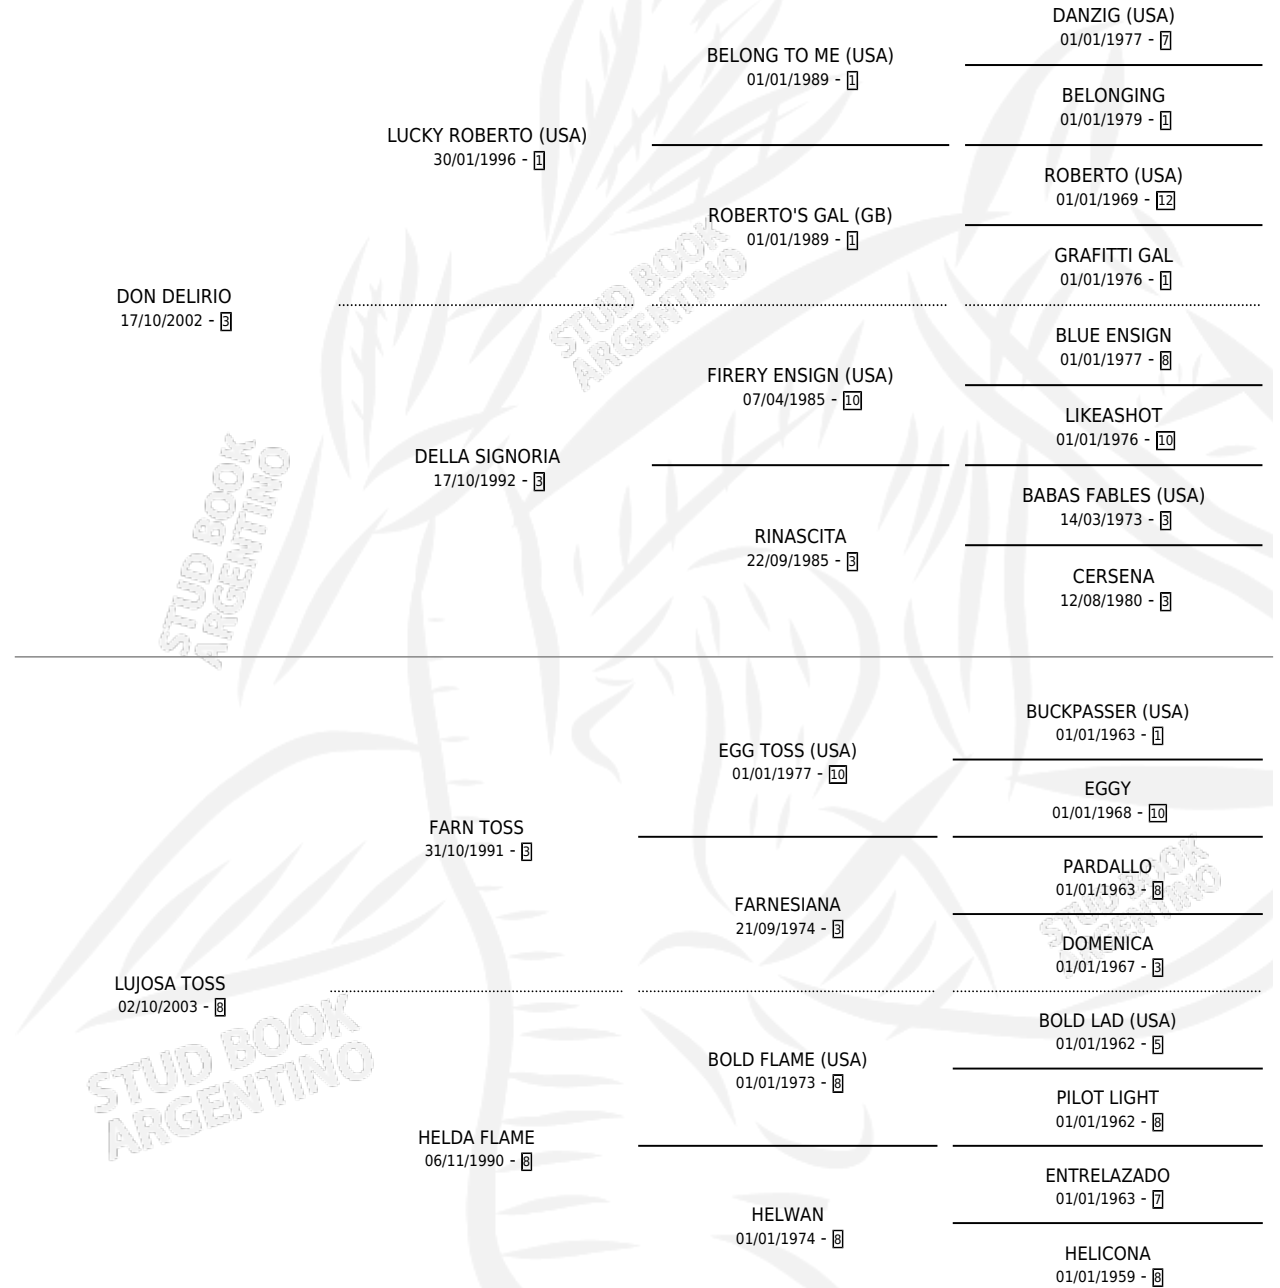 DANZIG (USA)
01/01/1977 - 7
BELONG TO ME (USA)
01/01/1989 - 1
BELONGING
01/01/1979 - 1
LUCKY ROBERTO (USA)
30/01/1996 - 1
ROBERTO (USA)
01/01/1969 - 12
ROBERTO'S GAL (GB)
01/01/1989 - 1
GRAFITTI GAL
01/01/1976 - 1
DON DELIRIO
17/10/2002 - 3
BLUE ENSIGN
01/01/1977 - 8
FIRERY ENSIGN (USA)
07/04/1985 - 10
LIKEASHOT
01/01/1976 - 10
DELLA SIGNORIA
17/10/1992 - 3
BABAS FABLES (USA)
14/03/1973 - 3
RINASCITA
22/09/1985 - 3
CERSENA
12/08/1980 - 3
STUD BOOK
ARGENTINO
STUD BOOK
ARGENTINO
BUCKPASSER (USA)
01/01/1963 - 1
EGG TOSS (USA)
01/01/1977 - 10
EGGY
01/01/1968 - 10
FARN TOSS
31/10/1991 - 3
PARDALLO
01/01/1963 - 8
FARNESIANA
21/09/1974 - 3
DOMENICA
01/01/1967 - 3
STUD BOOK
ARGENTINO
LUJOSA TOSS
02/10/2003 - 8
BOLD LAD (USA)
01/01/1962 - 5
BOLD FLAME (USA)
01/01/1973 - 8
PILOT LIGHT
01/01/1962 - 8
HELDA FLAME
06/11/1990 - 8
ENTRELAZADO
01/01/1963 - 7
HELWAN
01/01/1974 - 8
HELICONA
01/01/1959 - 8
STUD BOOK
ARGENTINO